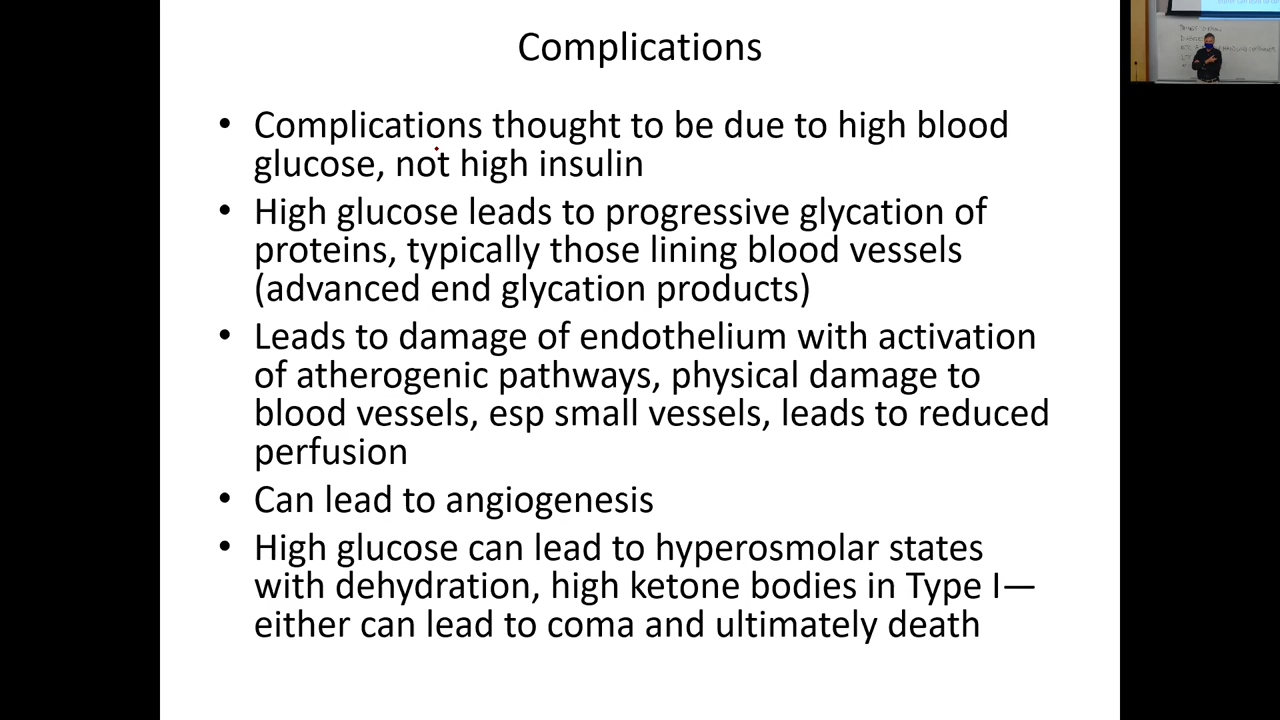 Complications
• Complications thought to be due to high blood
glucose, not high insulin
• High glucose leads to progressive glycation of
proteins, typically those lining blood vessels
(advanced end glycation products)
• Leads to damage of endothelium with activation
of atherogenic pathways, physical damage to
blood vessels, esp small vessels, leads to reduced
perfusion
• Can lead to angiogenesis
• High glucose can lead to hyperosmolar states
with dehydration, high ketone bodies in Type I—
either can lead to coma and ultimately death